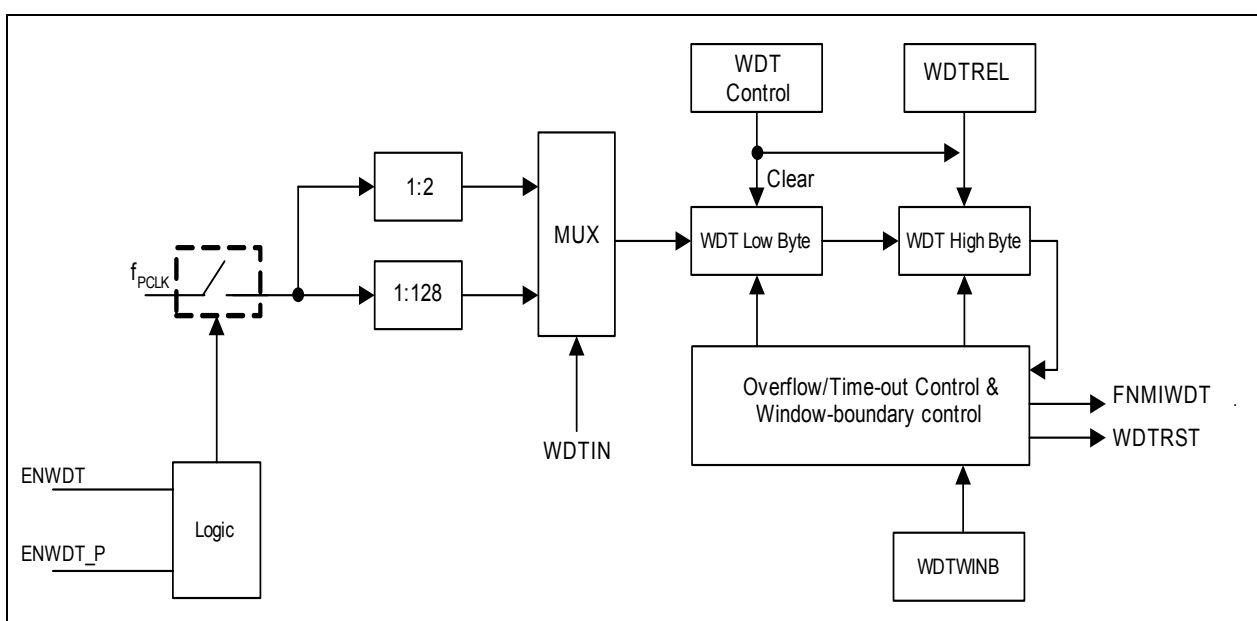 WDT
Control
WDTREL
1:2
Clear
MUX
WDT Low Byte
WDT High Byte
fPCLK
1:128
Overflow/Time-out Control &
Window-boundary control
FNMIWDT
.
WDTRST
WDTIN
ENWDT
Logic
ENWDT_P
WDTWINB